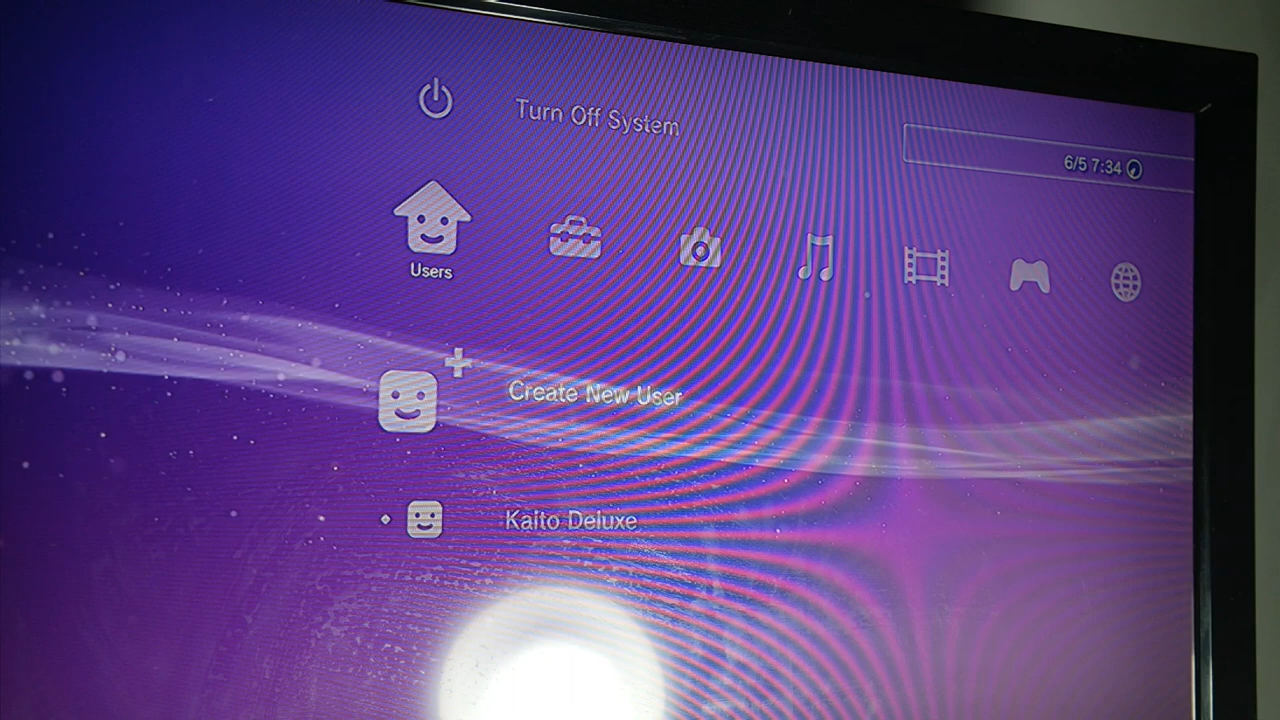 Turn Off System
6/5 7:34
Users
Create New User
Kaito Deluxe